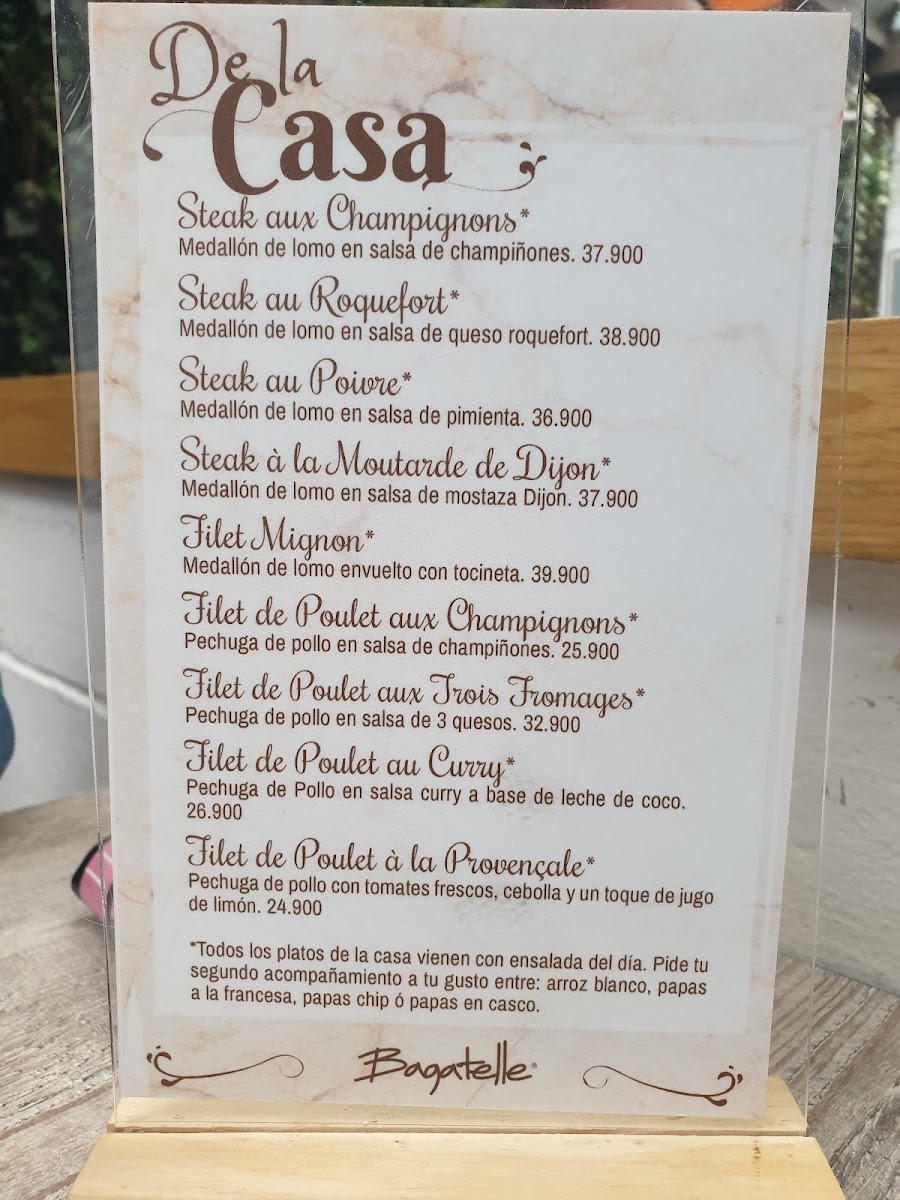 De la
Casa
Steak aux Champignons*
Medallón de lomo en salsa de champiñones. 37.900
Steak au Roquefort*
Medallón de lomo en salsa de queso roquefort. 38.900
Steak au Poivre*
Medallón de lomo en salsa de pimienta. 36.900
Steak à la Moutarde de Dijon*
Medallón de lomo en salsa de mostaza Dijon. 37.900
Filet Mignon*
Medallón de lomo envuelto con tocineta. 39.900
Filet de Poulet aux Champignons*
Pechuga de pollo en salsa de champiñones. 25.900
Filet de Poulet aux Trois Fromages*
Pechuga de pollo en salsa de 3 quesos. 32.900
Filet de Poulet au Curry*
Pechuga de Pollo en salsa curry a base de leche de coco.
26.900
Filet de Poulet à la Provençale*
Pechuga de pollo con tomates frescos, cebolla y un toque de jugo
de limón. 24.900
*Todos los platos de la casa vienen con ensalada del día. Pide tu
segundo acompañamiento a tu gusto entre: arroz blanco, papas
a la francesa, papas chip ó papas en casco.
Bagatelle®